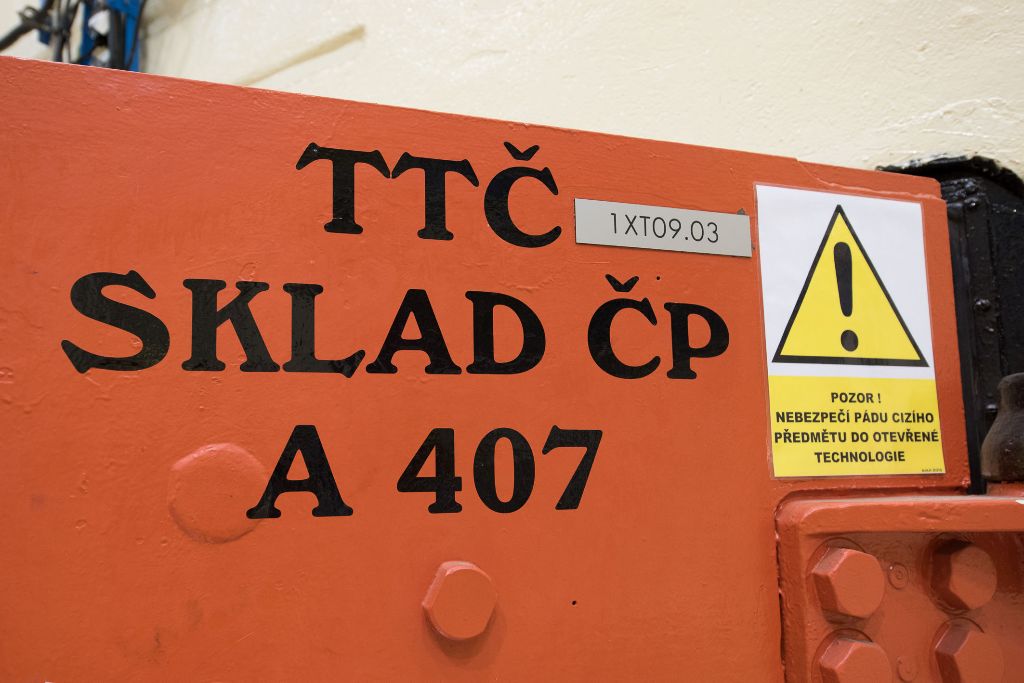 TTČ
1XT09.03
SKLAD ČP
A 407
!
POZOR !
NEBEZPEČÍ PÁDU CIZÍHO
PŘEDMĚTU DO OTEVŘENÉ
TECHNOLOGIE